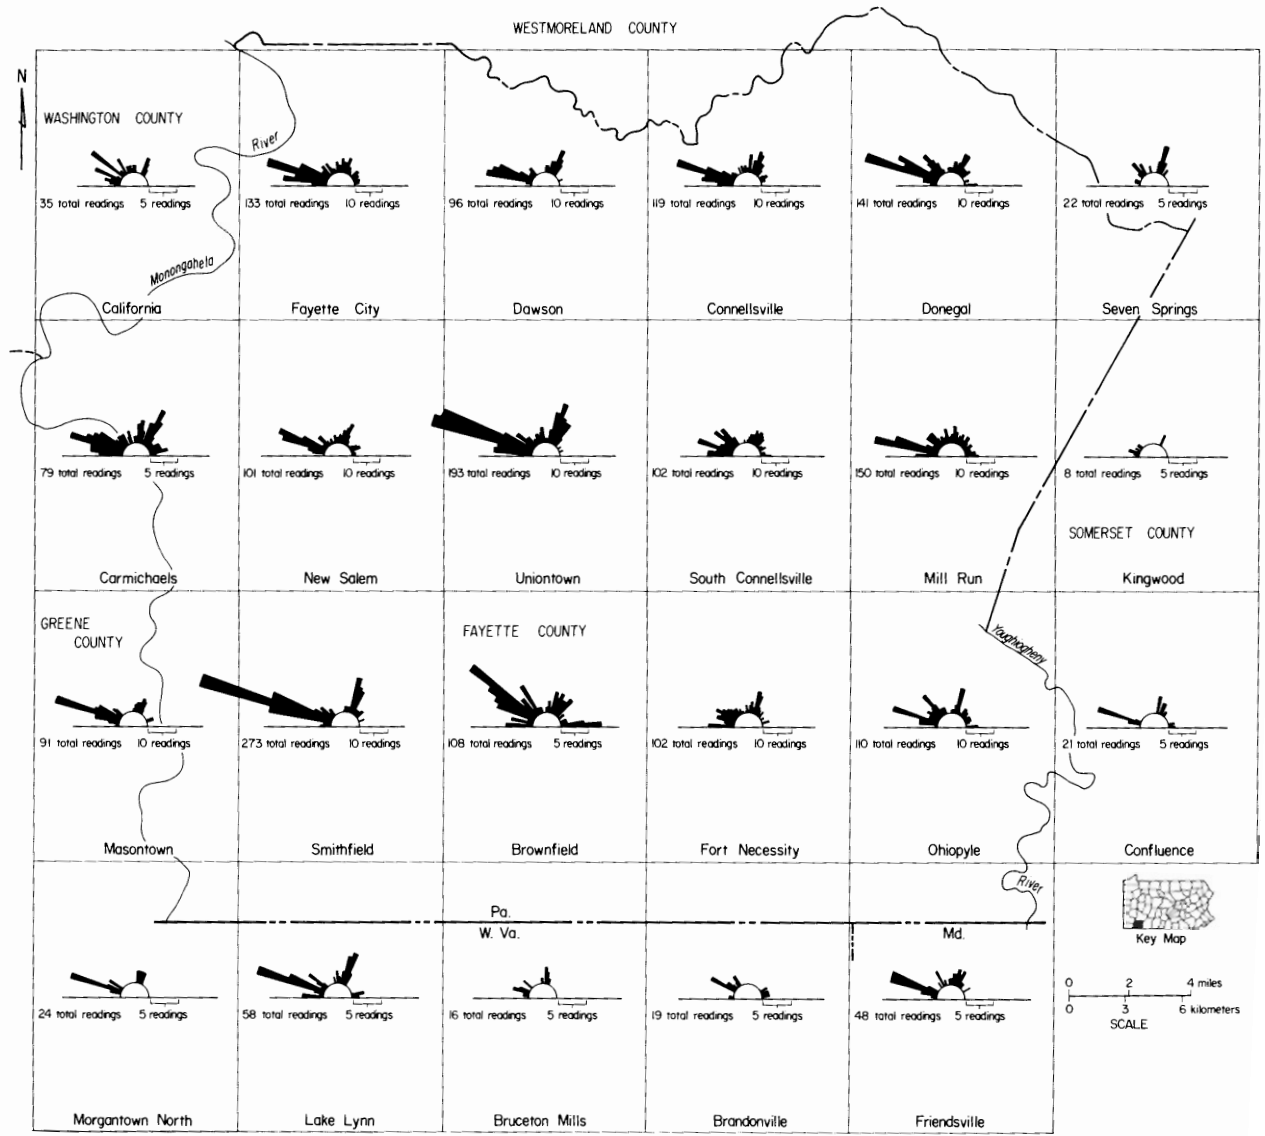 WESTMORELAND COUNTY
N
WASHINGTON COUNTY
River
35 total readings 5 readings
133 total readings 10 readings
96 total readings 10 readings
119 total readings 10 readings
141 total readings 10 readings
22 total readings 5 readings
Monongahela
California
Fayette City
Dawson
Connellsville
Donegal
Seven Springs
79 total readings 5 readings
101 total readings 10 readings
193 total readings 10 readings
102 total readings 10 readings
150 total readings 10 readings
8 total readings 5 readings
SOMERSET COUNTY
Carmichaels
New Salem
Uniontown
South Connellsville
Mill Run
Kingwood
GREENE
COUNTY
FAYETTE COUNTY
Youghiogheny
91 total readings 10 readings
273 total readings 10 readings
108 total readings 5 readings
102 total readings 10 readings
110 total readings 10 readings
21 total readings 5 readings
Masontown
Smithfield
Brownfield
Fort Necessity
Ohiopyle
Confluence
River
Pa.
W. Va.
Md.
Key Map
24 total readings 5 readings
58 total readings 5 readings
16 total readings 5 readings
19 total readings 5 readings
48 total readings 5 readings
0 2 4 miles
0 3 6 kilometers
SCALE
Morgantown North
Lake Lynn
Bruceton Mills
Brandonville
Friendsville